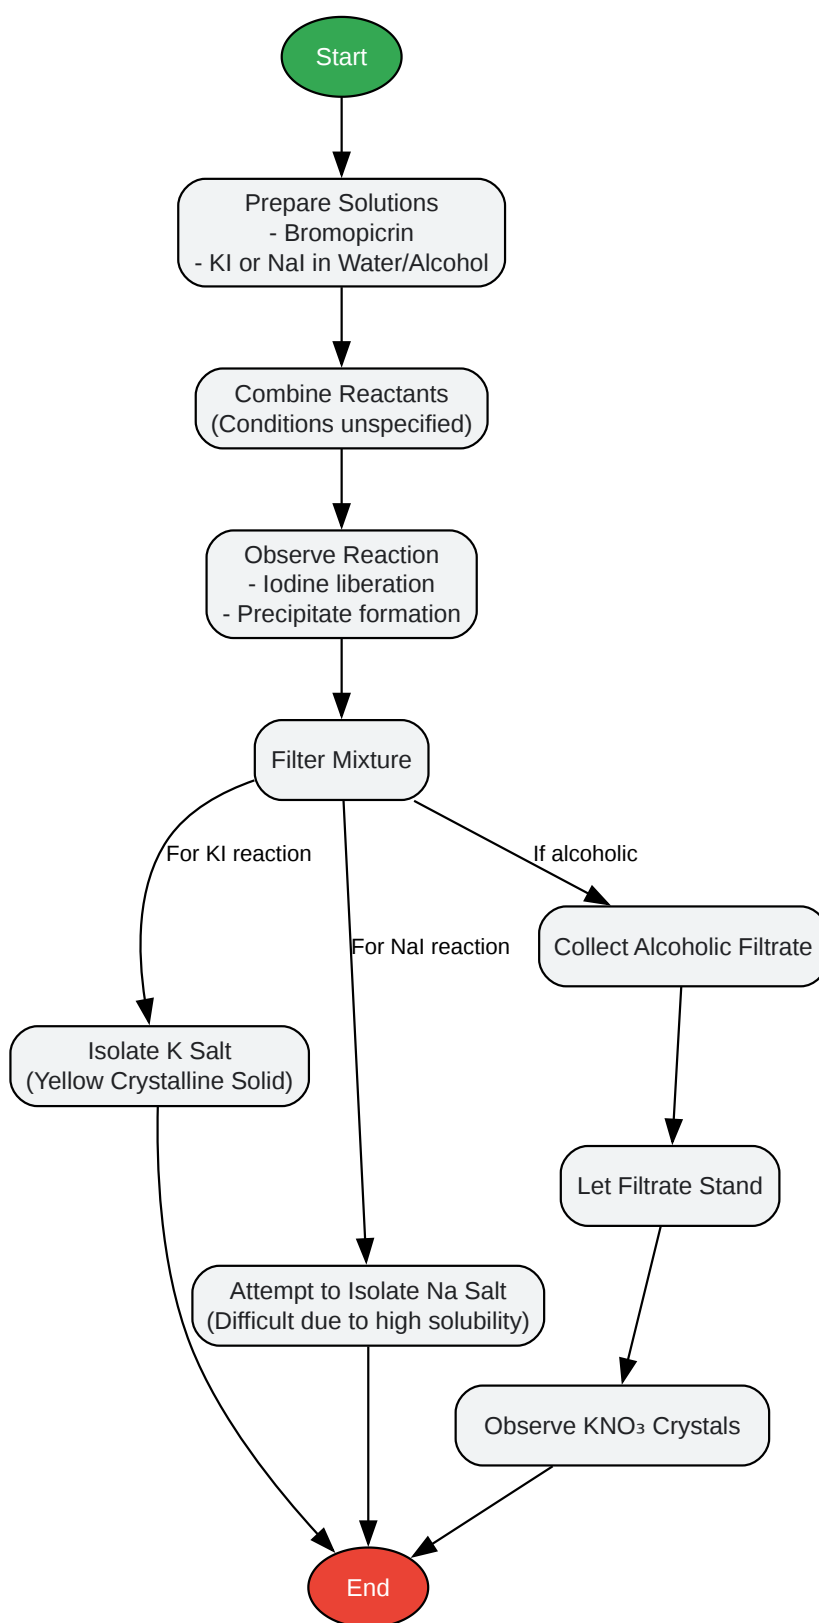 Start
Prepare Solutions
- Bromopicrin
- KI or NaI in Water/Alcohol
Combine Reactants
(Conditions unspecified)
Observe Reaction
- Iodine liberation
- Precipitate formation
Filter Mixture
For KI reaction
If alcoholic
For NaI reaction
Collect Alcoholic Filtrate
Isolate K Salt
(Yellow Crystalline Solid)
Let Filtrate Stand
Attempt to Isolate Na Salt
(Difficult due to high solubility)
Observe KNO₃ Crystals
End